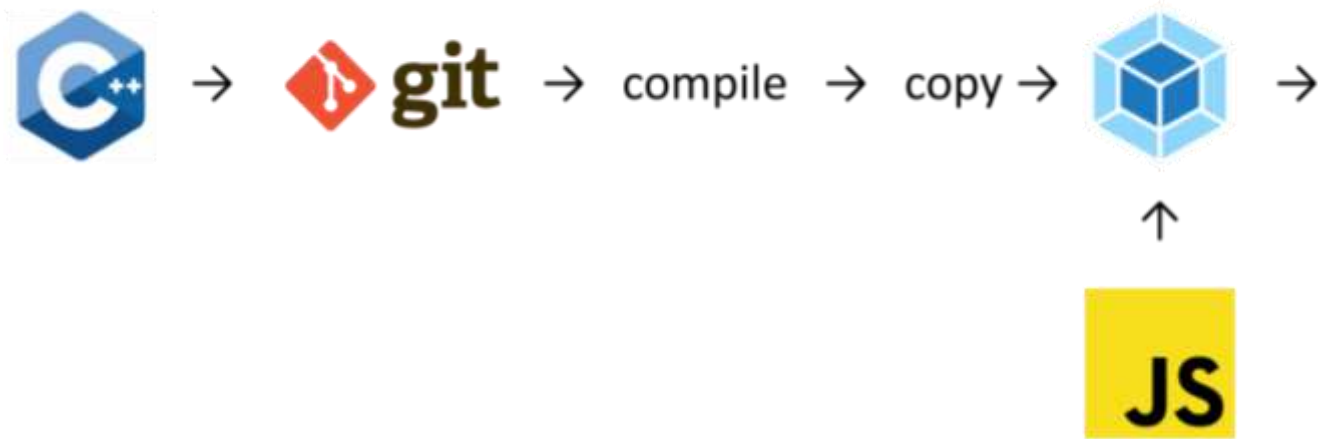 C++ → git → compile → copy → →
↑
JS